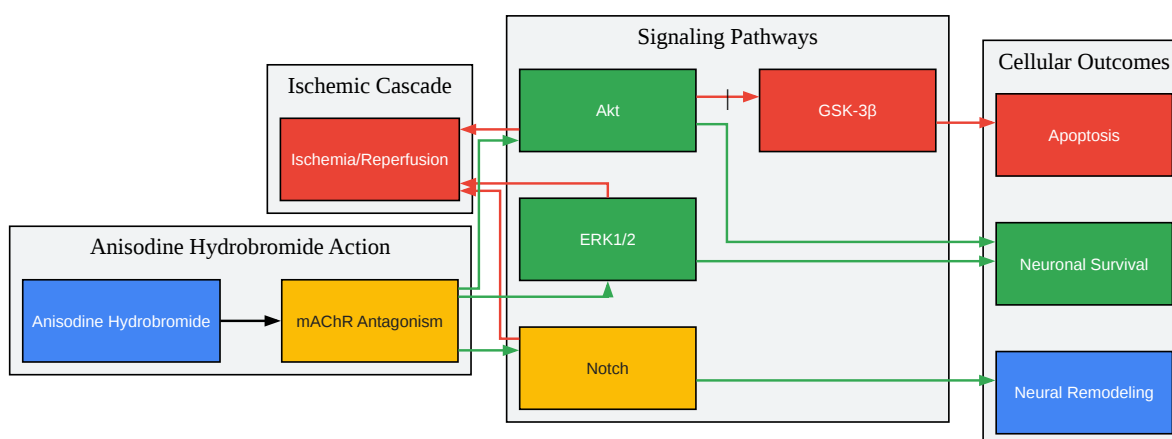 Signaling Pathways
Cellular Outcomes
Ischemic Cascade
Akt
GSK-3β
Apoptosis
Ischemia/Reperfusion
ERK1/2
Neuronal Survival
Anisodine Hydrobromide Action
Anisodine Hydrobromide
mAChR Antagonism
Notch
Neural Remodeling